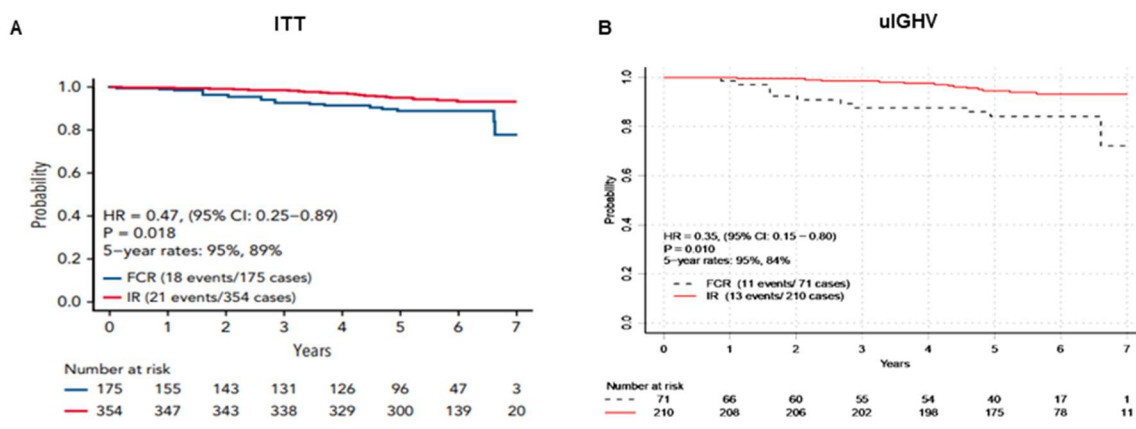 A
ITT
1.0
0.8
0.6
0.4
0.2
0.0
Probability
HR = 0.47, (95% CI: 0.25–0.89)
P = 0.018
5-year rates: 95%, 89%
FCR (18 events/175 cases)
IR (21 events/354 cases)
0 1 2 3 4 5 6 7
Years
Number at risk
175 155 143 131 126 96 47 3
354 347 343 338 329 300 139 20
B
uIGHV
1.0
0.8
0.6
0.4
0.2
0.0
Probability
HR = 0.35, (95% CI: 0.15 – 0.80)
P = 0.010
5-year rates: 95%, 84%
FCR (11 events/ 71 cases)
IR (13 events/ 210 cases)
0 1 2 3 4 5 6 7
Years
Number at risk
71 66 60 55 54 40 17 1
210 208 206 202 198 175 78 11